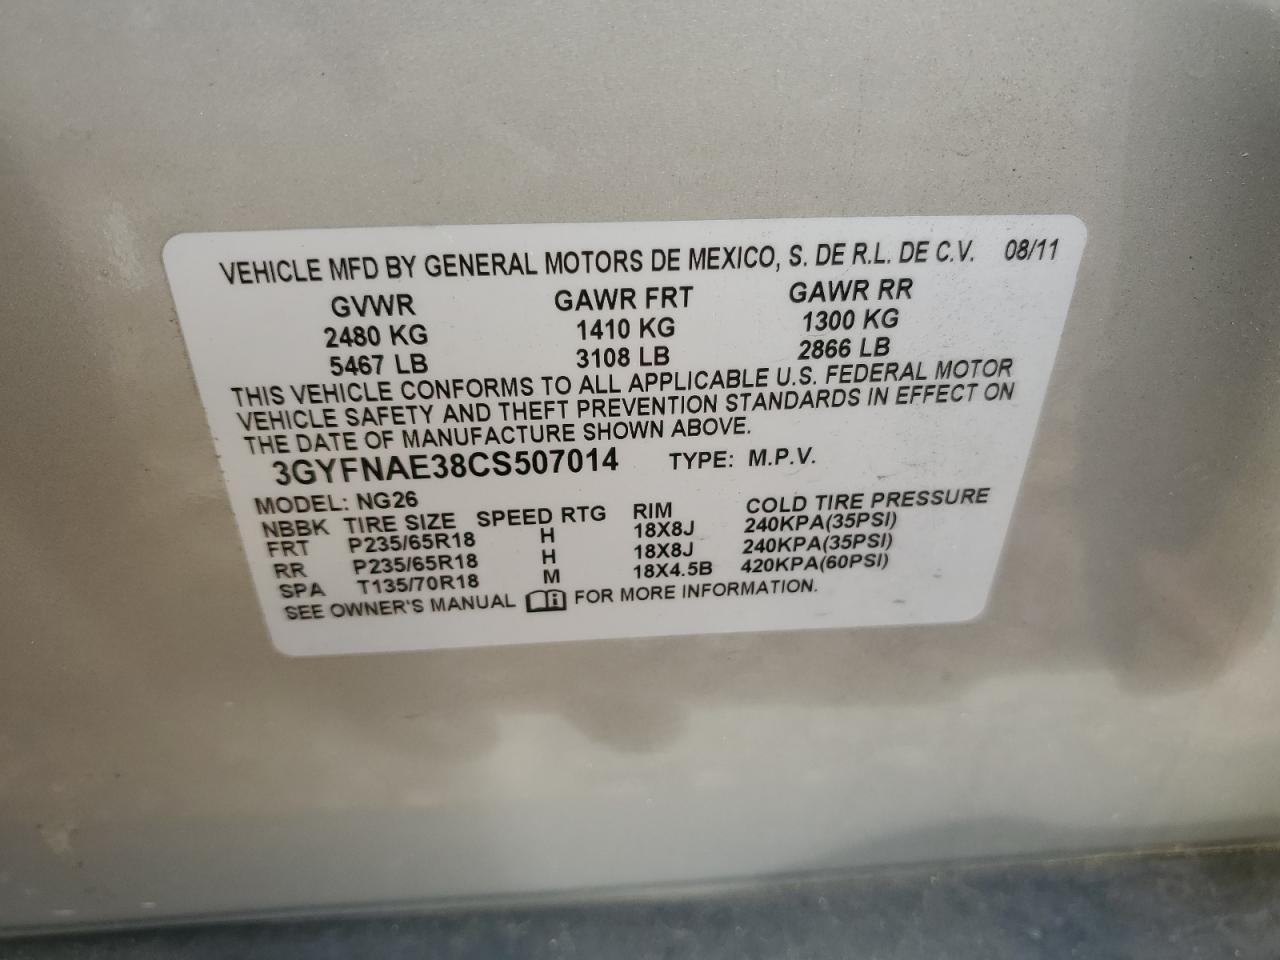 VEHICLE MFD BY GENERAL MOTORS DE MEXICO, S. DE R.L. DE C.V. 08/11
GVWR GAWR FRT GAWR RR
2480 KG 1410 KG 1300 KG
5467 LB 3108 LB 2866 LB
THIS VEHICLE CONFORMS TO ALL APPLICABLE U.S. FEDERAL MOTOR
VEHICLE SAFETY AND THEFT PREVENTION STANDARDS IN EFFECT ON
THE DATE OF MANUFACTURE SHOWN ABOVE.
3GYFNAE38CS507014 TYPE: M.P.V.
MODEL: NG26
NBBK TIRE SIZE SPEED RTG RIM COLD TIRE PRESSURE
FRT P235/65R18 H 18X8J 240KPA(35PSI)
RR P235/65R18 H 18X8J 240KPA(35PSI)
SPA T135/70R18 M 18X4.5B 420KPA(60PSI)
SEE OWNER'S MANUAL FOR MORE INFORMATION.